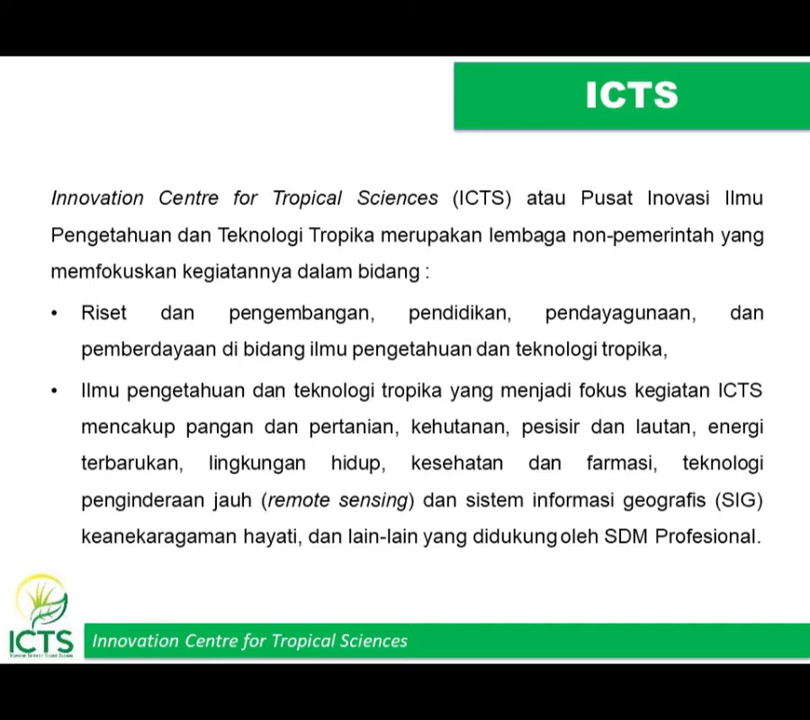 ICTS
Innovation Centre for Tropical Sciences (ICTS) atau Pusat Inovasi Ilmu
Pengetahuan dan Teknologi Tropika merupakan lembaga non-pemerintah yang
memfokuskan kegiatannya dalam bidang :
• Riset dan pengembangan, pendidikan, pendayagunaan, dan
pemberdayaan di bidang ilmu pengetahuan dan teknologi tropika,
• Ilmu pengetahuan dan teknologi tropika yang menjadi fokus kegiatan ICTS
mencakup pangan dan pertanian, kehutanan, pesisir dan lautan, energi
terbarukan, lingkungan hidup, kesehatan dan farmasi, teknologi
penginderaan jauh (remote sensing) dan sistem informasi geografis (SIG)
keanekaragaman hayati, dan lain-lain yang didukung oleh SDM Profesional.
ICTS
Innovation Centre for Tropical Sciences